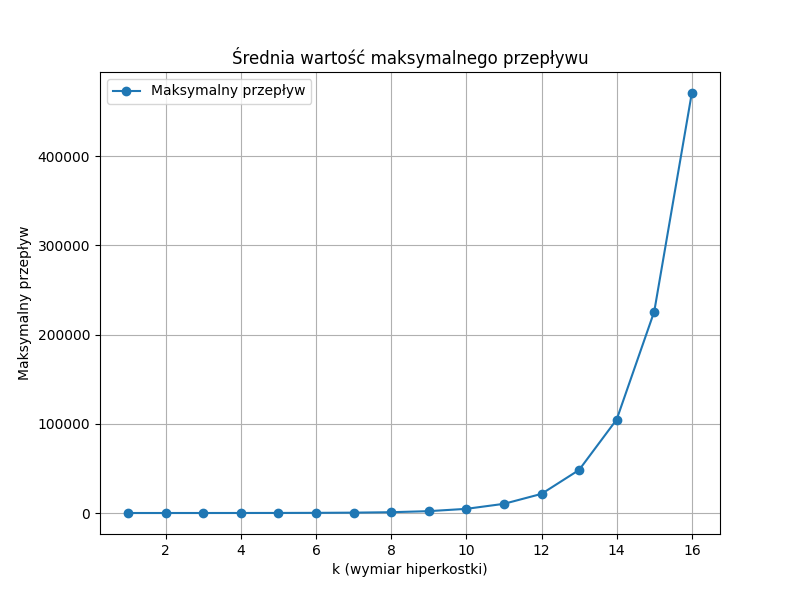 Średnia wartość maksymalnego przepływu
Maksymalny przepływ
400000
300000
200000
100000
0
Maksymalny przepływ
2 4 6 8 10 12 14 16
k (wymiar hiperkostki)